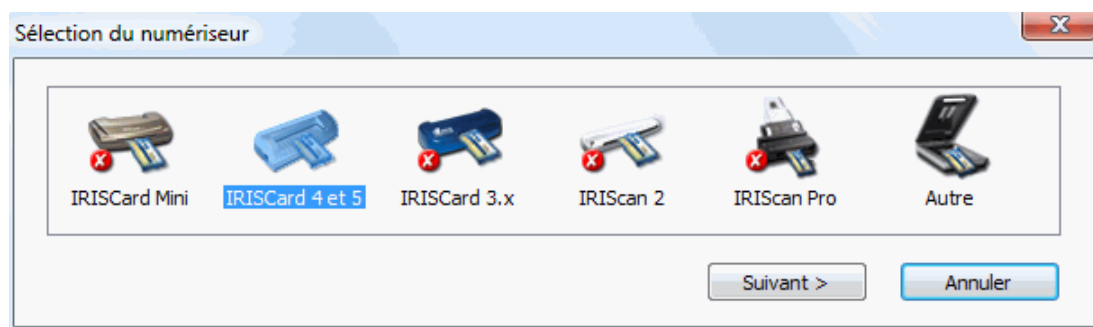 Sélection du numériseur
IRISCard Mini
IRISCard 4 et 5
IRISCard 3.x
IRIScan 2
IRIScan Pro
Autre
Suivant >
Annuler